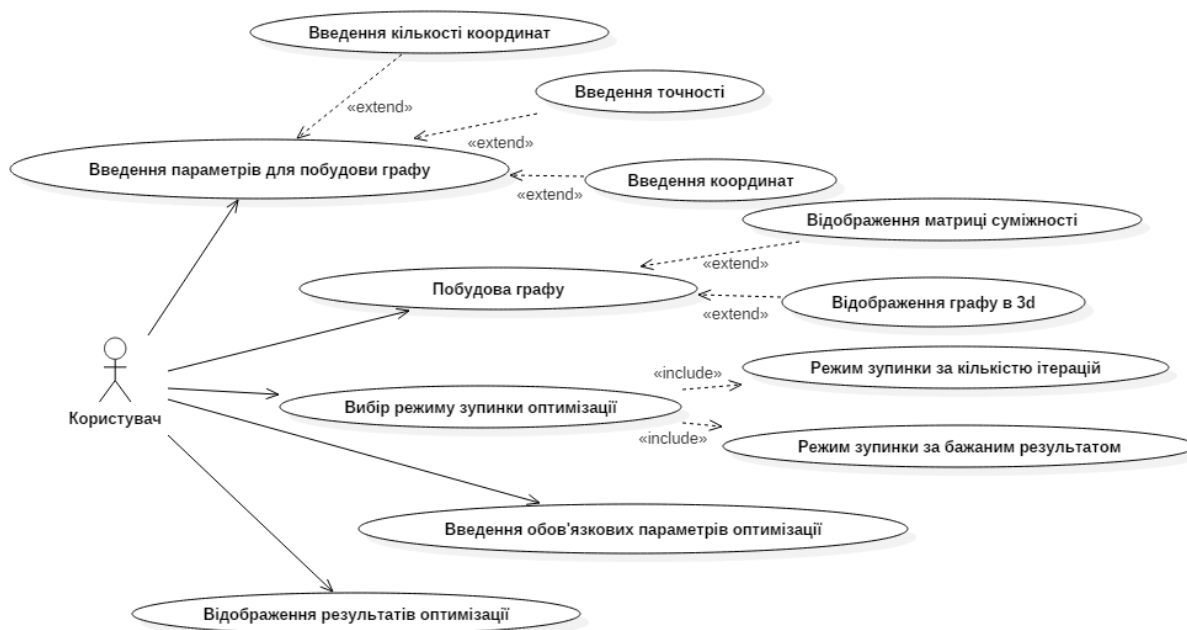 Введення кількості координат
Введення точності
«extend»
«extend»
Введення параметрів для побудови графу
Введення координат
«extend»
Відображення матриці суміжності
«extend»
Побудова графу
Відображення графу в 3d
«extend»
Режим зупинки за кількістю ітерацій
«include»
Вибір режиму зупинки оптимізації
Користувач
«include»
Режим зупинки за бажаним результатом
Введення обов'язкових параметрів оптимізації
Відображення результатів оптимізації